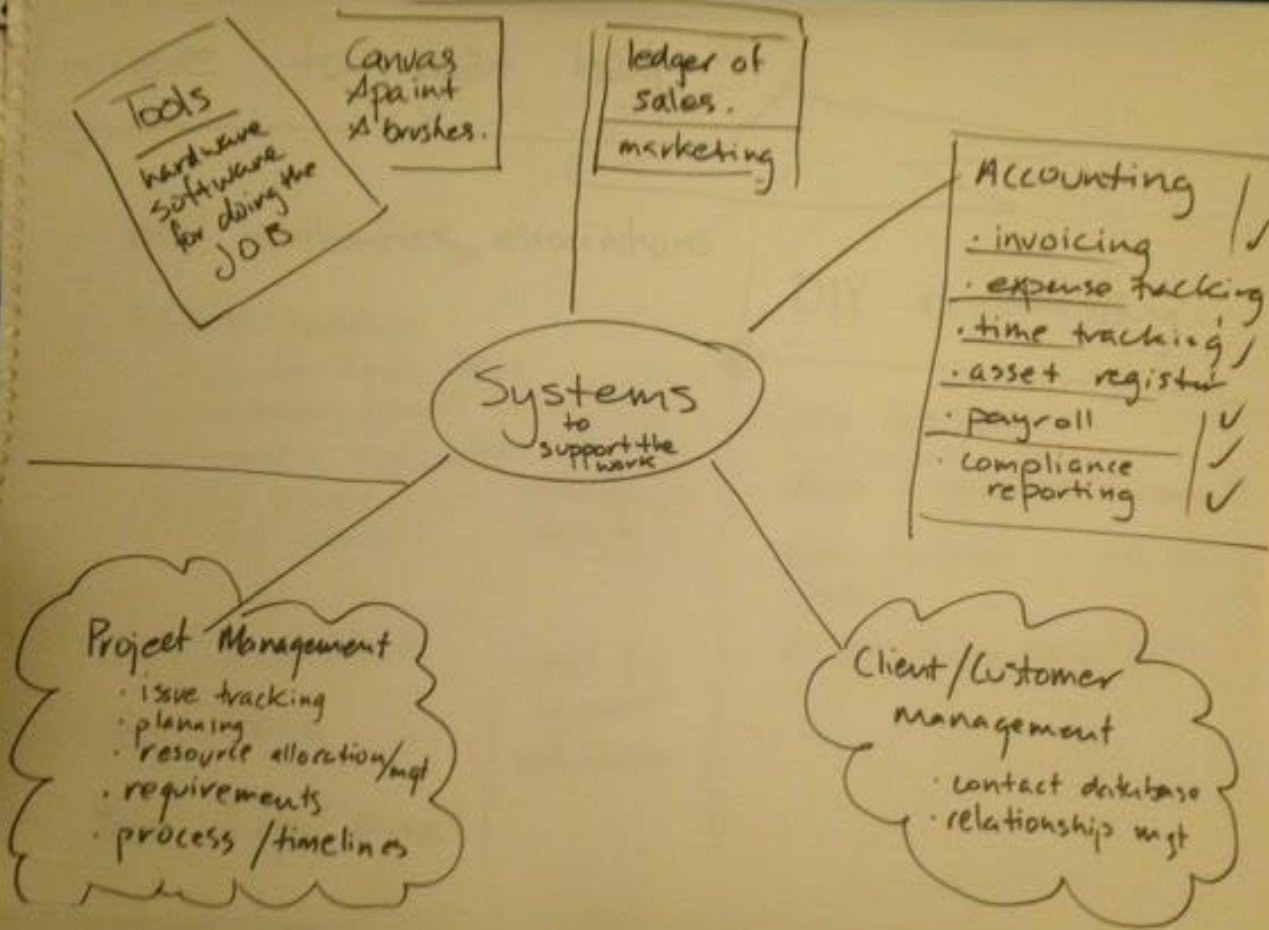 Tools
hardware
software
for doing the
JOB
Canvas
paint
brushes.
ledger of
sales.
marketing
Accounting
· invoicing
· expense tracking
· time tracking
· asset register
· payroll
· compliance
reporting
Systems
to
support the
work
Project Management
· issue tracking
· planning
· resource allocation/mgt
· requirements
· process / timelines
Client/Customer
management
· contact database
· relationship mgt